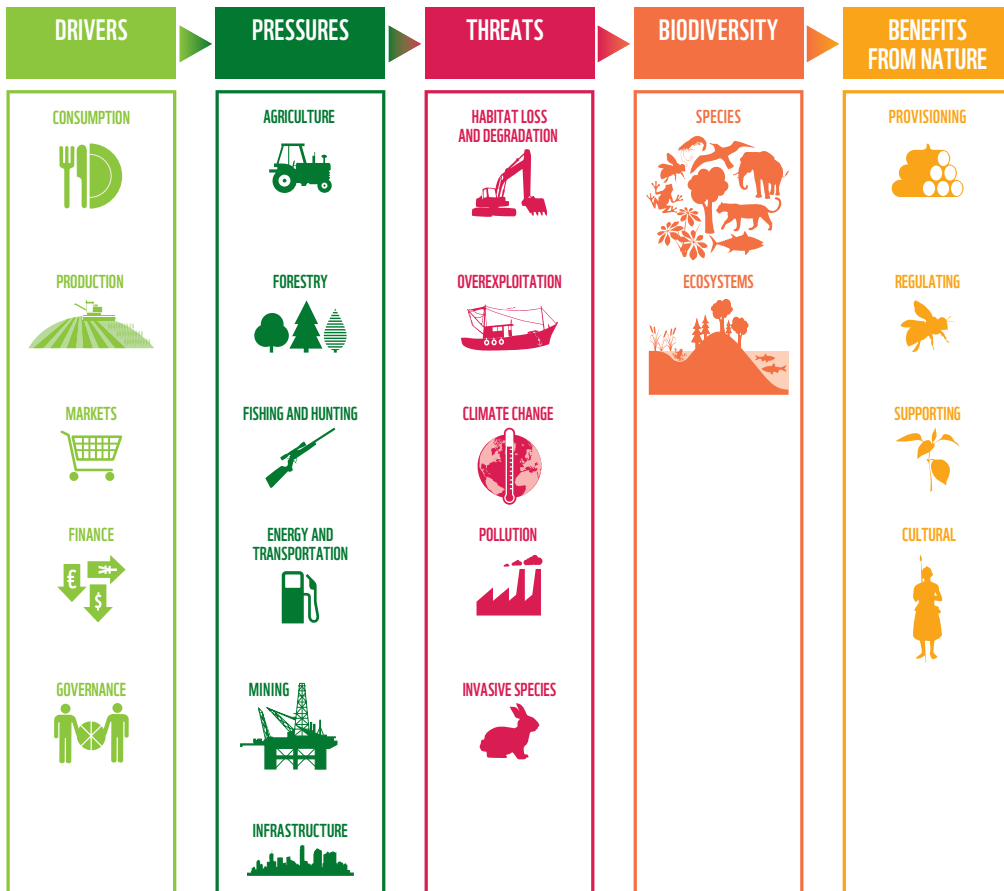 DRIVERS
PRESSURES
THREATS
BIODIVERSITY
BENEFITS
FROM NATURE
CONSUMPTION
PRODUCTION
MARKETS
FINANCE
€
¥
$
GOVERNANCE
AGRICULTURE
FORESTRY
FISHING AND HUNTING
ENERGY AND
TRANSPORTATION
MINING
INFRASTRUCTURE
HABITAT LOSS
AND DEGRADATION
OVEREXPLOITATION
CLIMATE CHANGE
POLLUTION
INVASIVE SPECIES
SPECIES
ECOSYSTEMS
PROVISIONING
REGULATING
SUPPORTING
CULTURAL